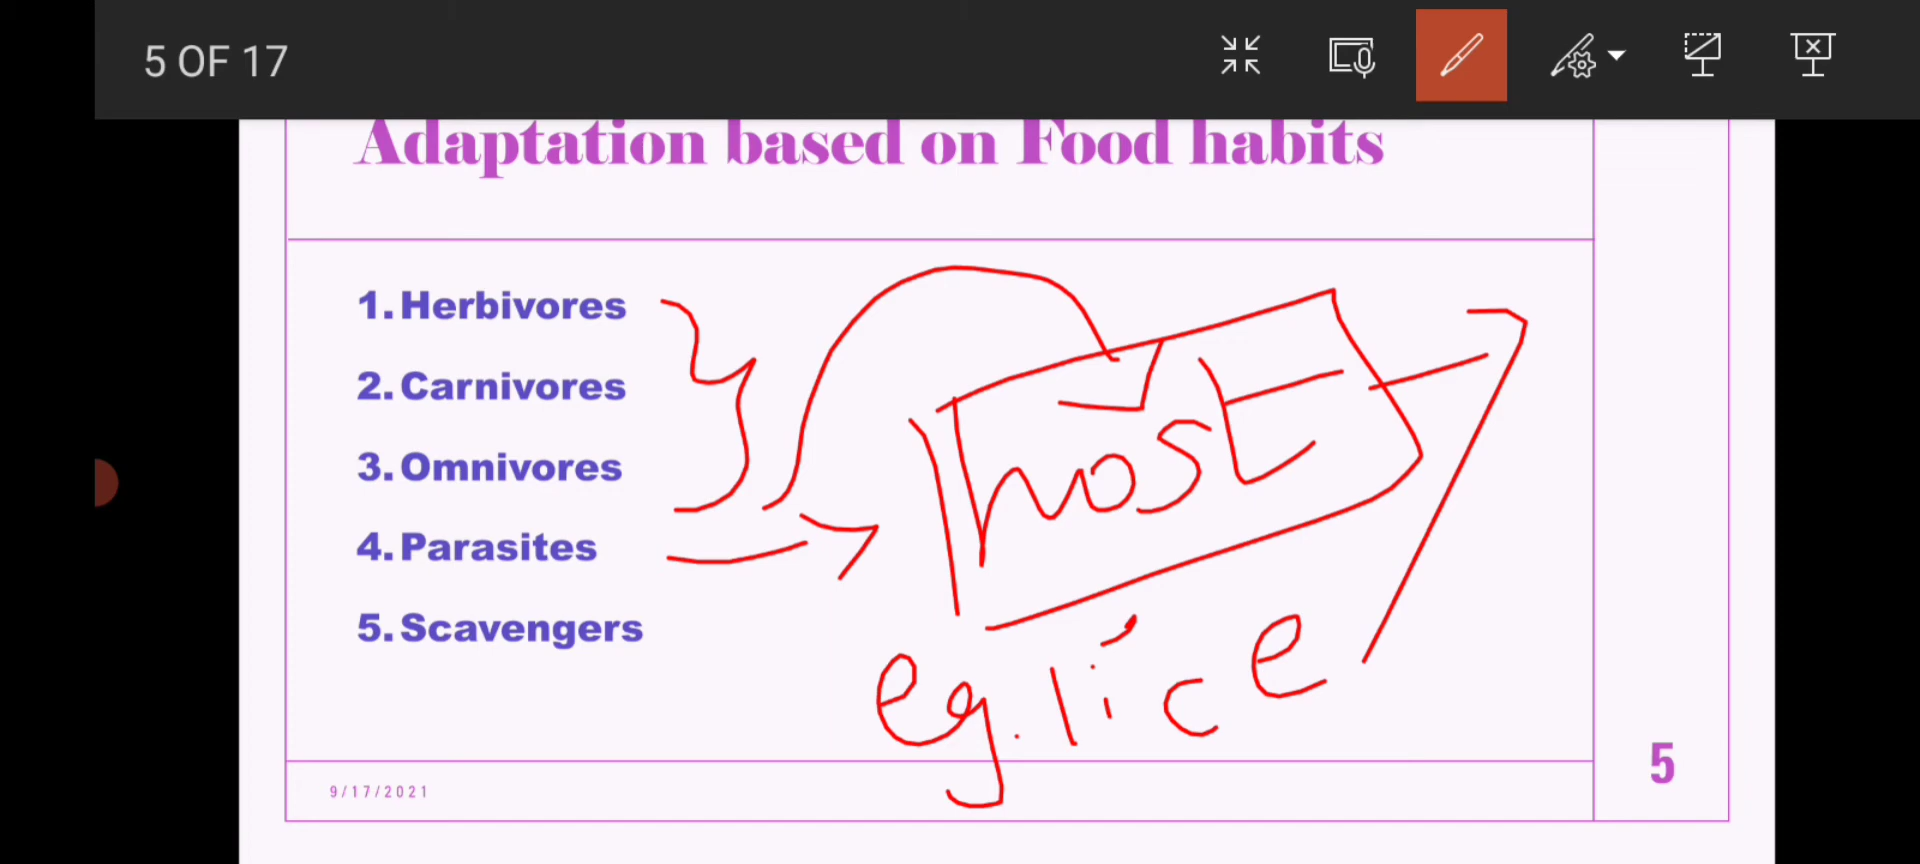 5 OF 17
Adaptation based on Food habits
1. Herbivores
2. Carnivores
3. Omnivores
4. Parasites
5. Scavengers
host
eg. lice
9/17/2021
5